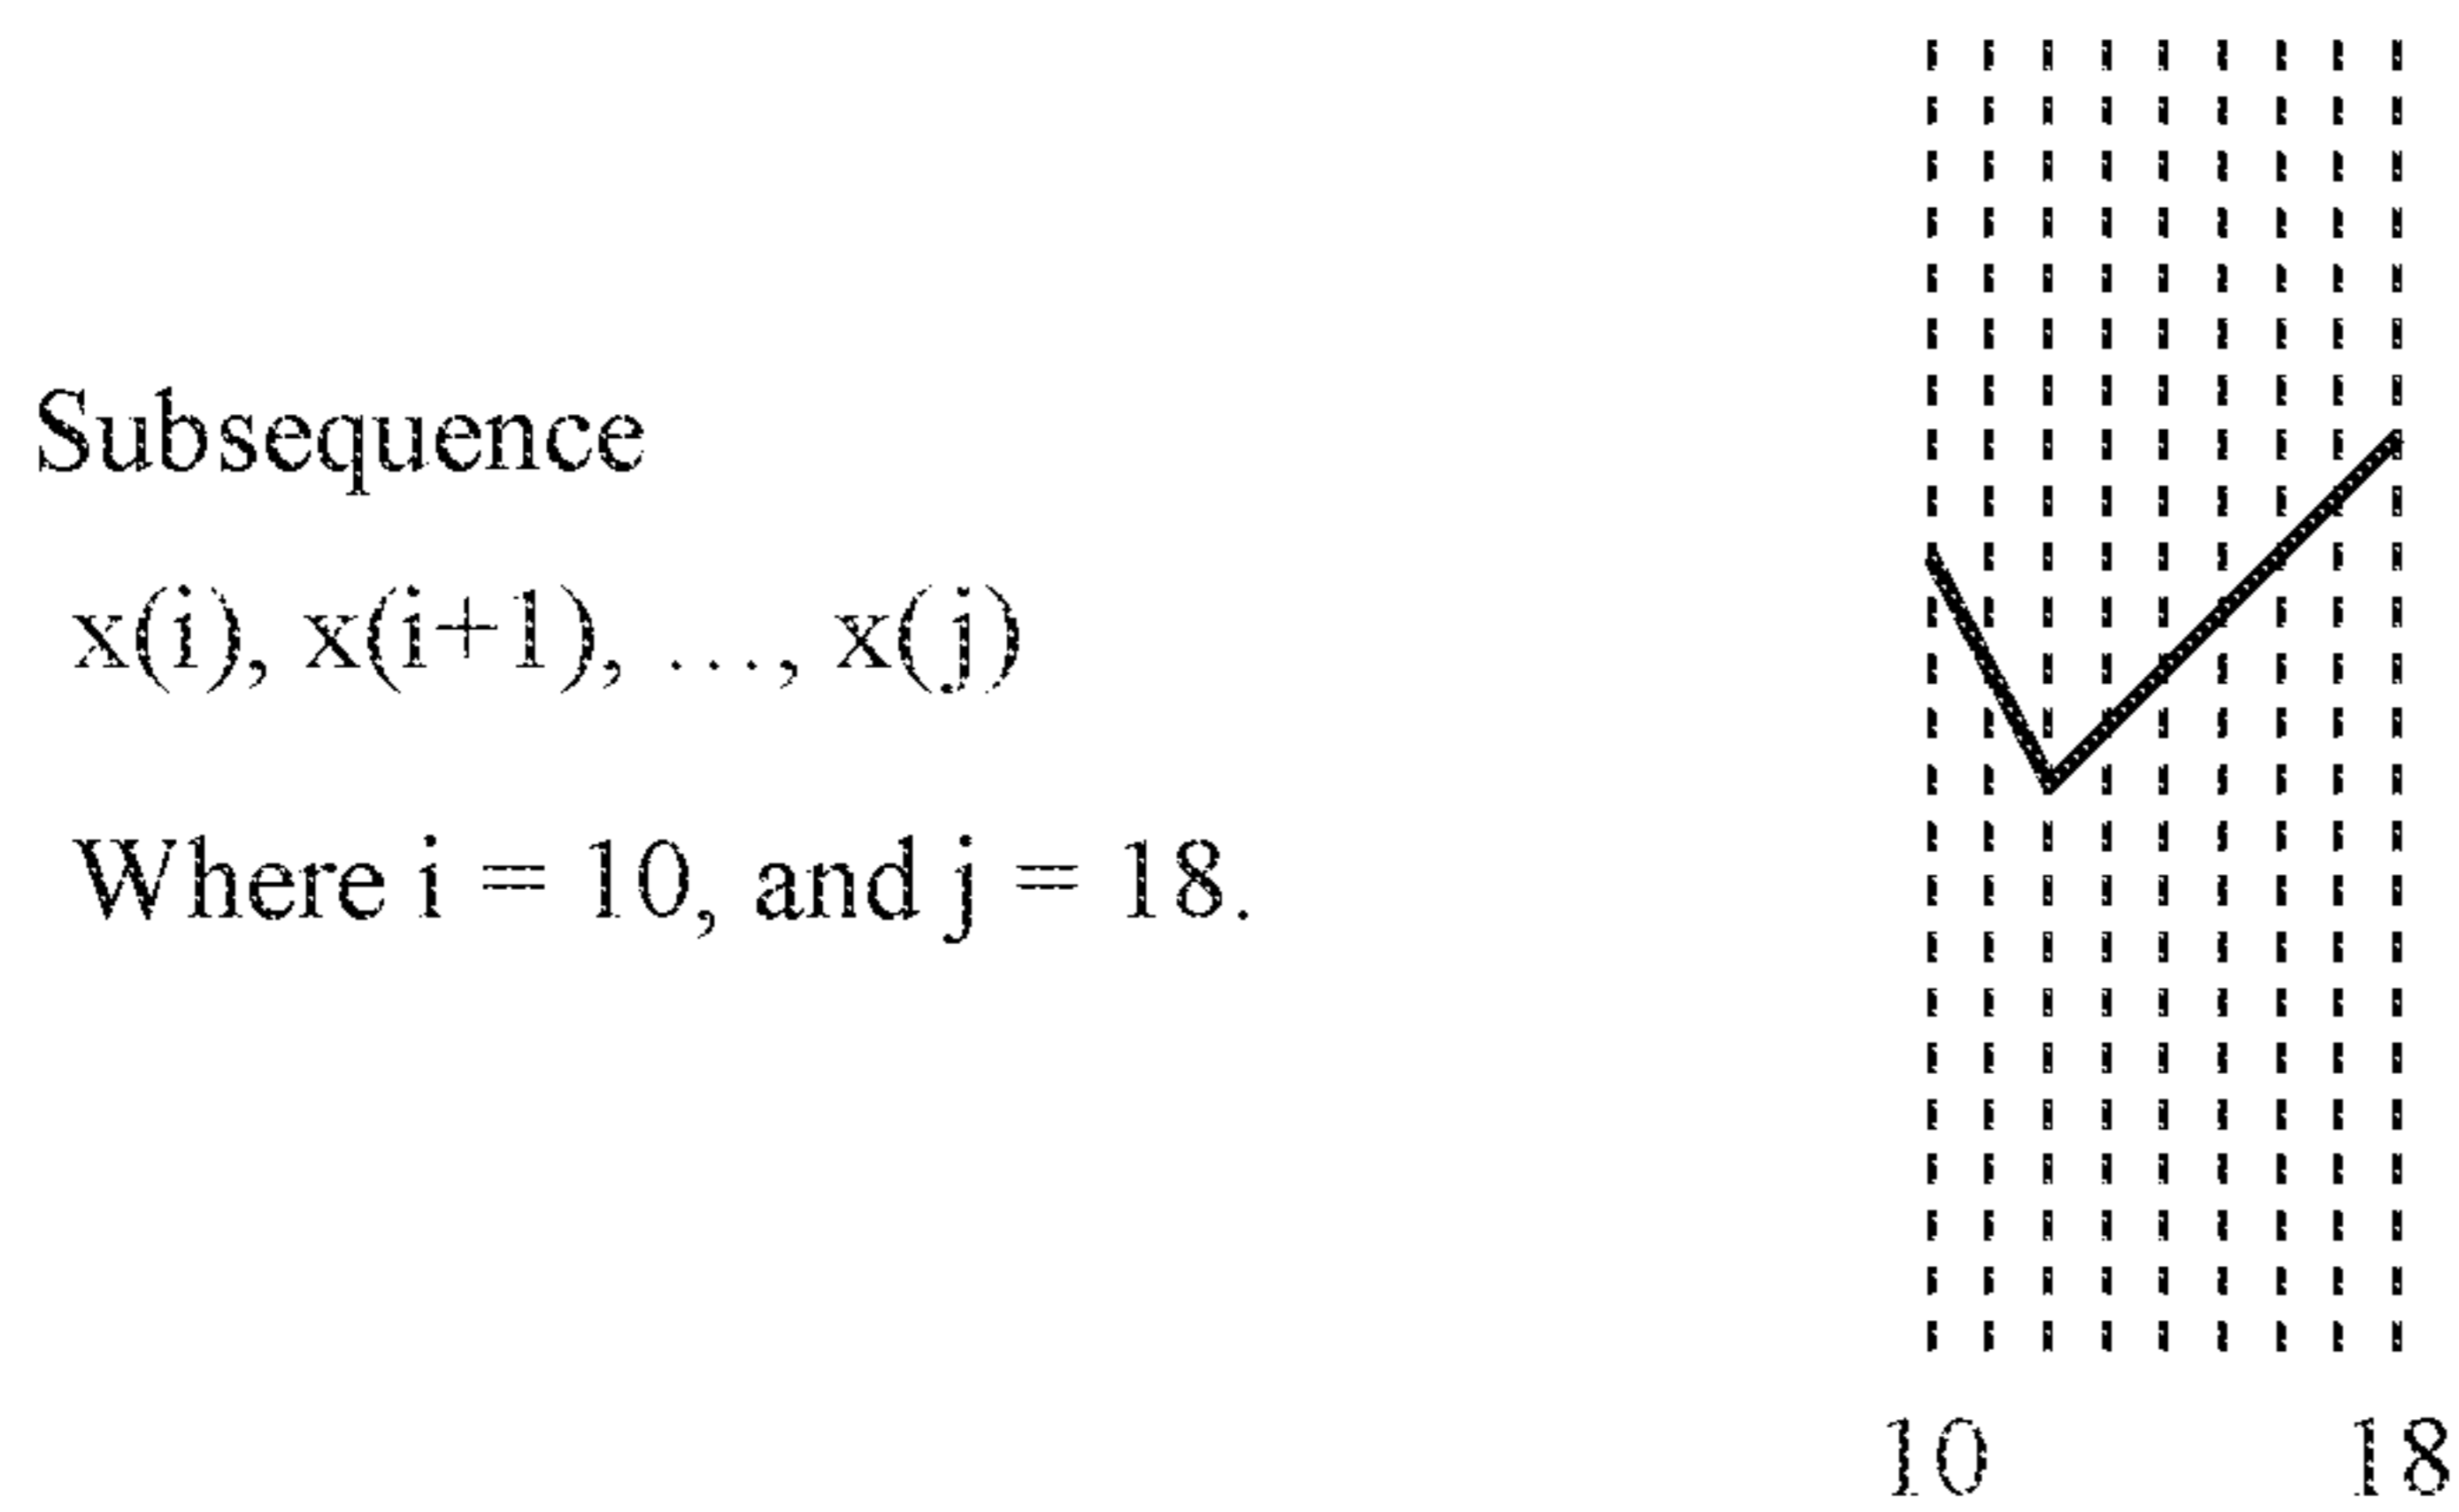 Subsequence
x(i), x(i+1), ..., x(j)
Where i = 10, and j = 18.
10 18